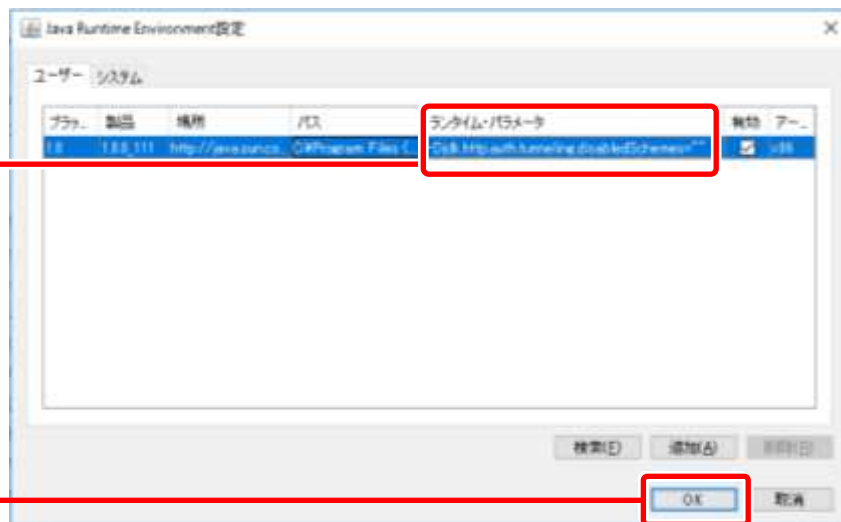 Java Runtime Environment設定
ユーザー システム
プラッ... 製品 場所 パス ランタイム・パラメータ 有効 アー...
1.8 1.8.0_111 http://java.sun.co... C:¥Program Files (... -Djdk.http.auth.tunneling.disabledSchemes="" x86
検索(F) 追加(A) 削除(R)
OK 取消